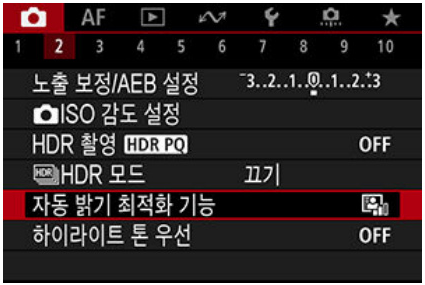 AF
1 2 3 4 5 6 7 8 9 10
노출 보정/AEB 설정 -3..2..1..0..1..2..+3
ISO 감도 설정
HDR 촬영 HDR PQ OFF
HDR HDR 모드 끄기
자동 밝기 최적화 기능
하이라이트 톤 우선 OFF